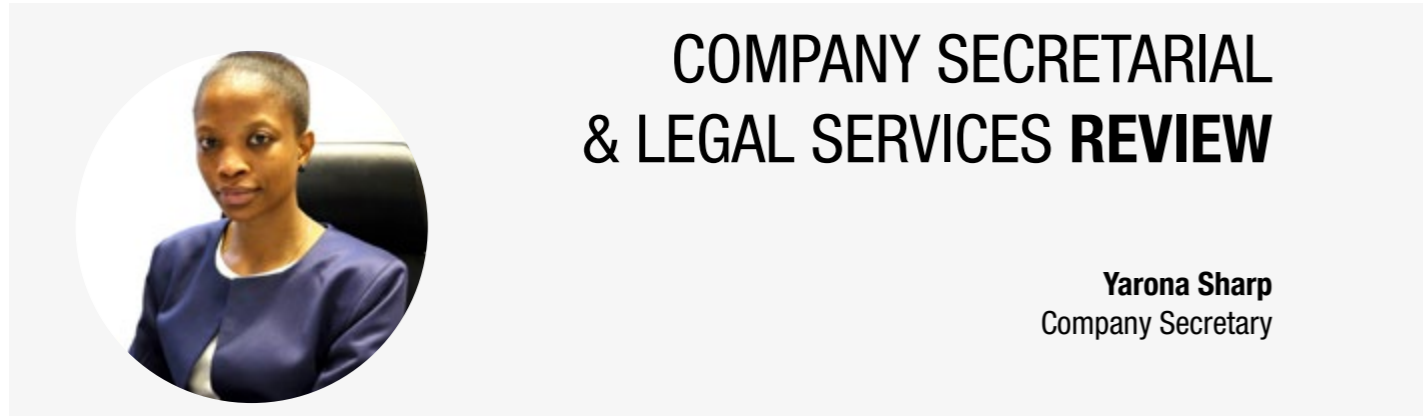 COMPANY SECRETARIAL
& LEGAL SERVICES REVIEW
Yarona Sharp
Company Secretary